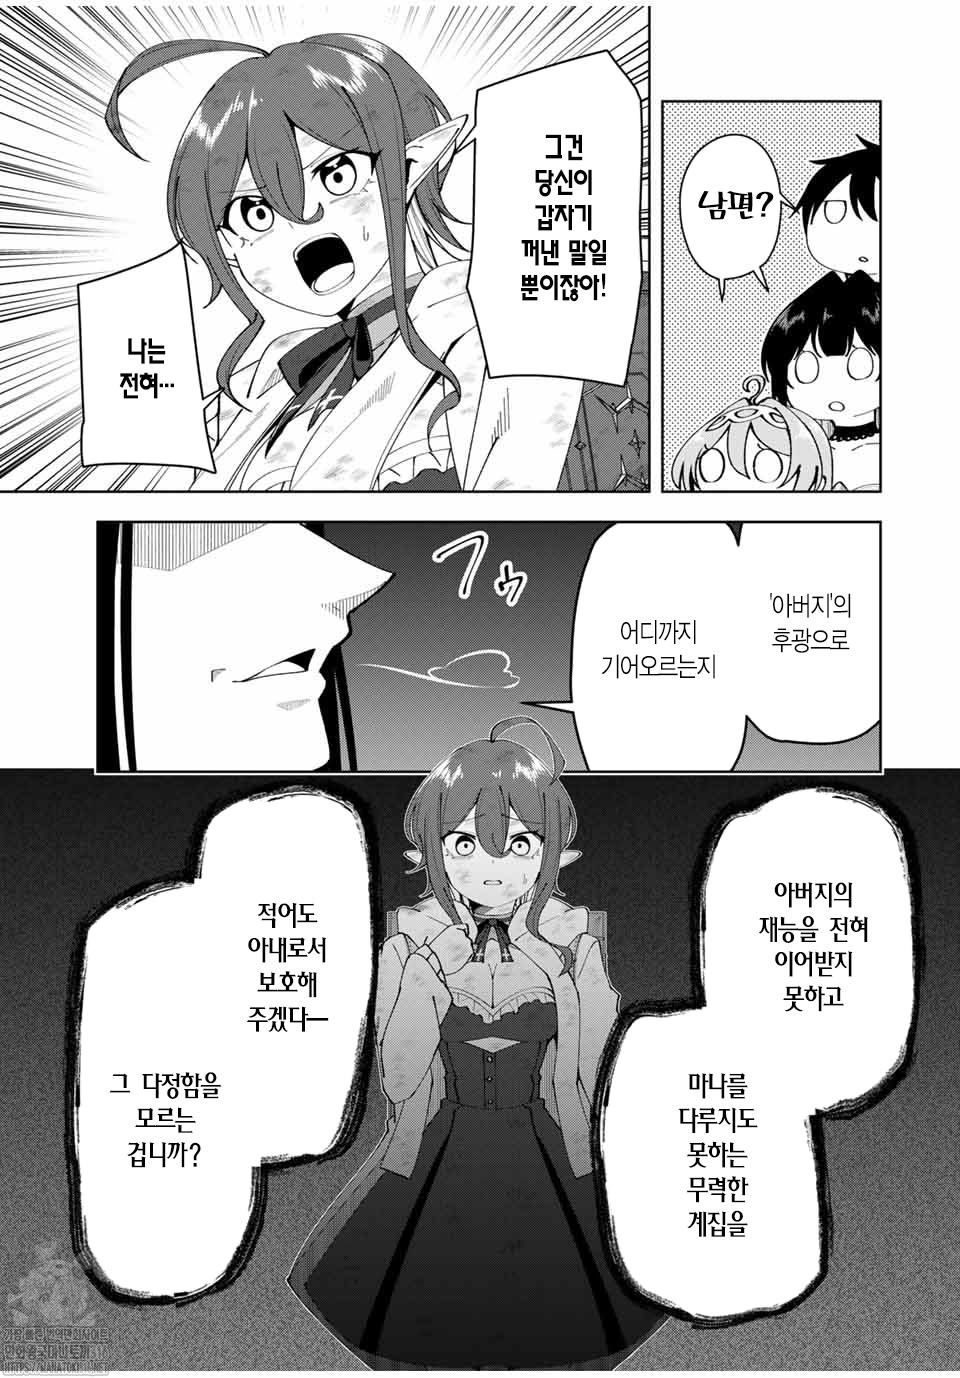 남편?
그건
당신이
갑자기
꺼낸 말일
뿐이잖아!
나는
전혀…
'아버지'의
후광으로
어디까지
기어오르는지
フゥ
아버지의
재능을 전혀
이어받지
못하고
마나를
다루지도
못하는
무력한
계집을
적어도
아내로서
보호해
주겠다—
그 다정함을
모르는
겁니까?